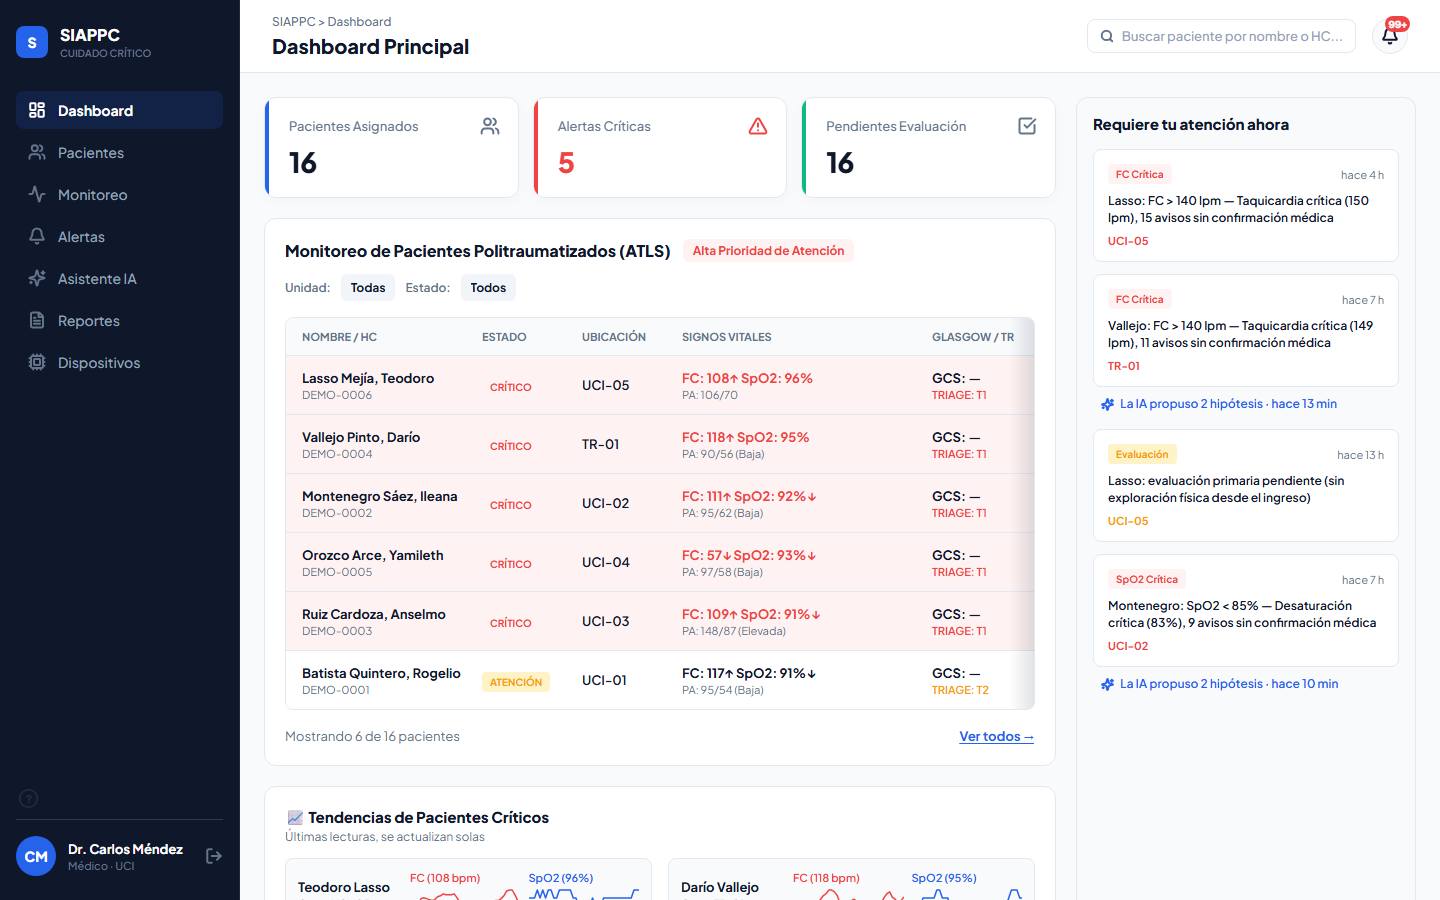 S
SIAPPC
CUIDADO CRÍTICO
Dashboard
Pacientes
Monitoreo
Alertas
Asistente IA
Reportes
Dispositivos
?
CM
Dr. Carlos Méndez
Médico · UCI
SIAPPC > Dashboard
Dashboard Principal
Buscar paciente por nombre o HC...
99+
Pacientes Asignados
16
Alertas Críticas
5
Pendientes Evaluación
16
Monitoreo de Pacientes Politraumatizados (ATLS)
Alta Prioridad de Atención
Unidad: Todas Estado: Todos
NOMBRE / HC ESTADO UBICACIÓN SIGNOS VITALES GLASGOW / TR
Lasso Mejía, Teodoro CRÍTICO UCI-05 FC: 108↑ SpO2: 96% GCS: —
DEMO-0006 PA: 106/70 TRIAGE: T1
Vallejo Pinto, Darío CRÍTICO TR-01 FC: 118↑ SpO2: 95% GCS: —
DEMO-0004 PA: 90/56 (Baja) TRIAGE: T1
Montenegro Sáez, Ileana CRÍTICO UCI-02 FC: 111↑ SpO2: 92%↓ GCS: —
DEMO-0002 PA: 95/62 (Baja) TRIAGE: T1
Orozco Arce, Yamileth CRÍTICO UCI-04 FC: 57↓ SpO2: 93%↓ GCS: —
DEMO-0005 PA: 97/58 (Baja) TRIAGE: T1
Ruiz Cardoza, Anselmo CRÍTICO UCI-03 FC: 109↑ SpO2: 91%↓ GCS: —
DEMO-0003 PA: 148/87 (Elevada) TRIAGE: T1
Batista Quintero, Rogelio ATENCIÓN UCI-01 FC: 117↑ SpO2: 91%↓ GCS: —
DEMO-0001 PA: 95/54 (Baja) TRIAGE: T2
Mostrando 6 de 16 pacientes
Ver todos →
Tendencias de Pacientes Críticos
Últimas lecturas, se actualizan solas
Teodoro Lasso FC (108 bpm) SpO2 (96%)
Darío Vallejo FC (118 bpm) SpO2 (95%)
Requiere tu atención ahora
FC Crítica hace 4 h
Lasso: FC > 140 lpm — Taquicardia crítica (150
lpm), 15 avisos sin confirmación médica
UCI-05
FC Crítica hace 7 h
Vallejo: FC > 140 lpm — Taquicardia crítica (149
lpm), 11 avisos sin confirmación médica
TR-01
La IA propuso 2 hipótesis · hace 13 min
Evaluación hace 13 h
Lasso: evaluación primaria pendiente (sin
exploración física desde el ingreso)
UCI-05
SpO2 Crítica hace 7 h
Montenegro: SpO2 < 85% — Desaturación
crítica (83%), 9 avisos sin confirmación médica
UCI-02
La IA propuso 2 hipótesis · hace 10 min